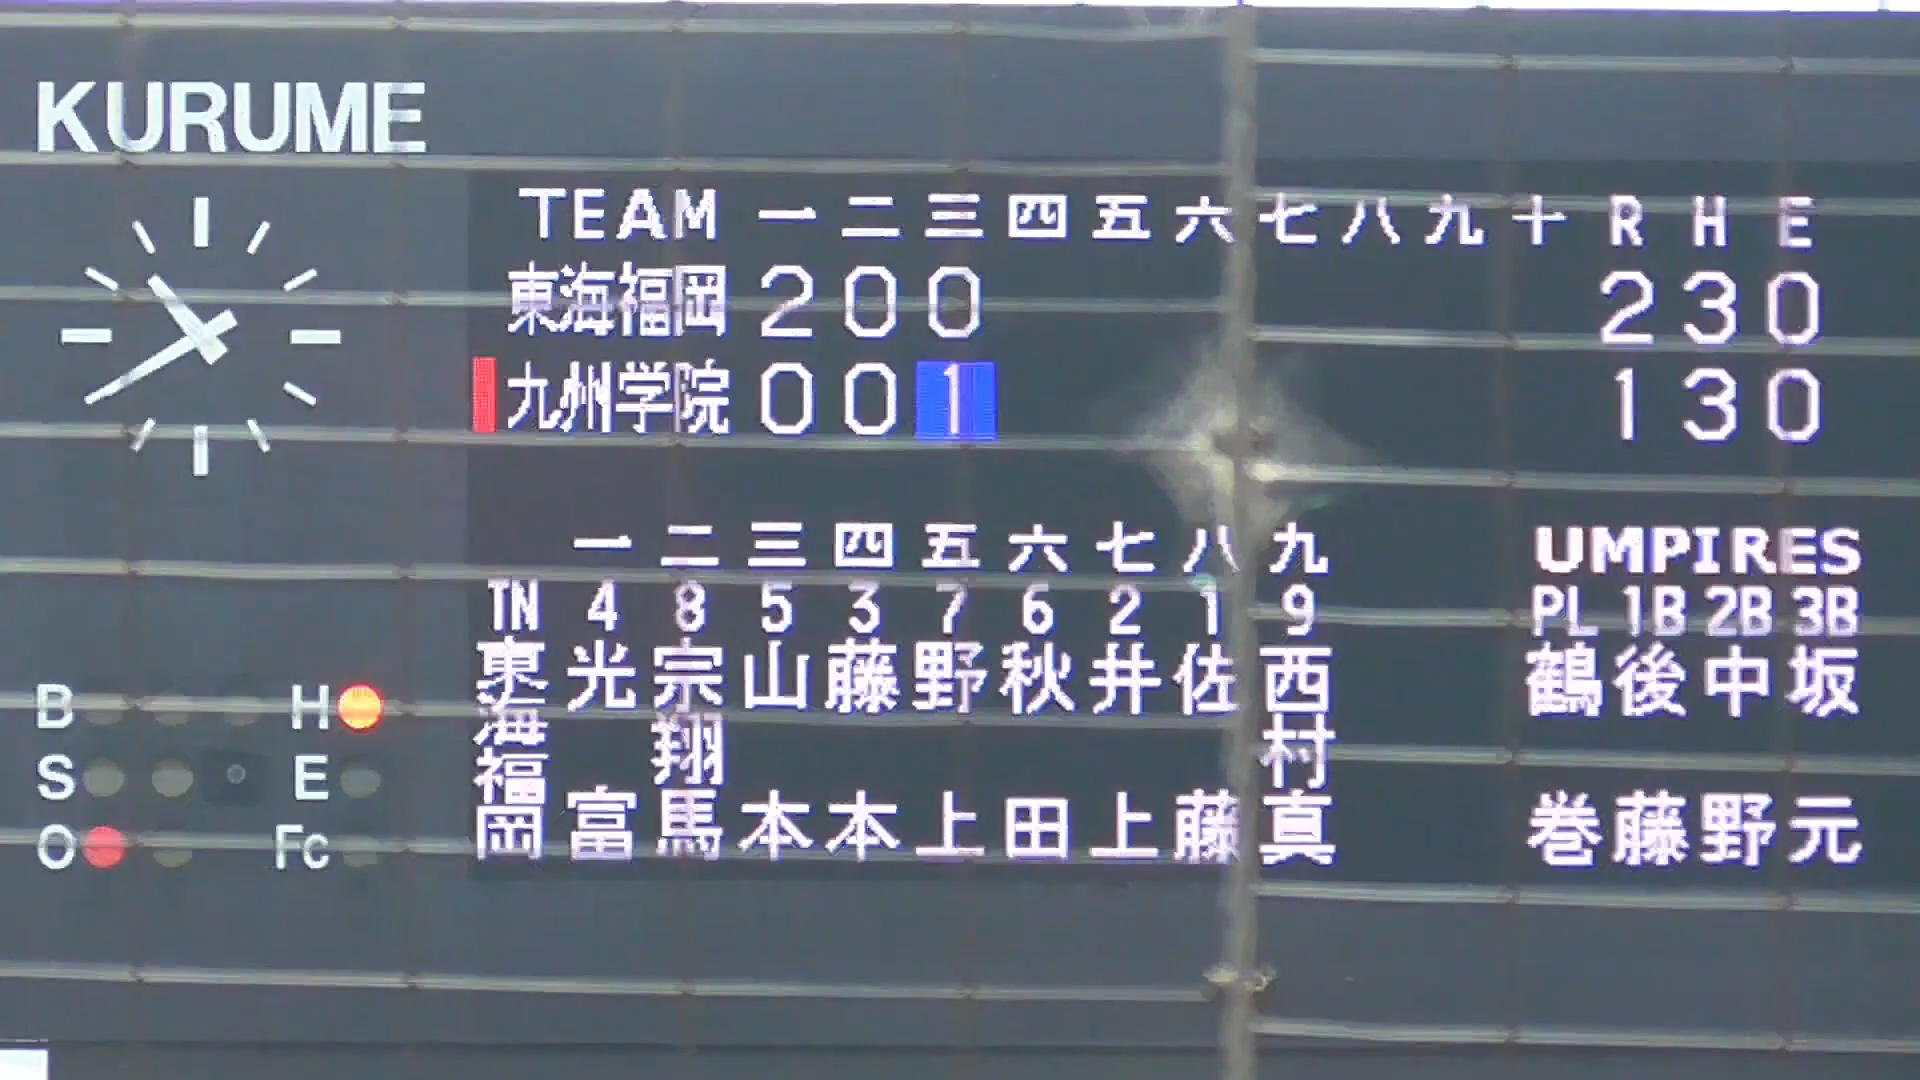 KURUME
TEAM 一 二 三 四 五 六 七 八 九 十 R H E
東海福岡 2 0 0 2 3 0
九州学院 0 0 1 1 3 0
一 二 三 四 五 六 七 八 九 UMPIRES
TN 4 8 5 3 7 6 2 1 9 PL 1B 2B 3B
東海福岡
光富
宗翔馬
山本
藤本
野上
秋田
井上
佐藤
西村真
鶴巻
後藤
中野
坂元
B H
S E
O Fc